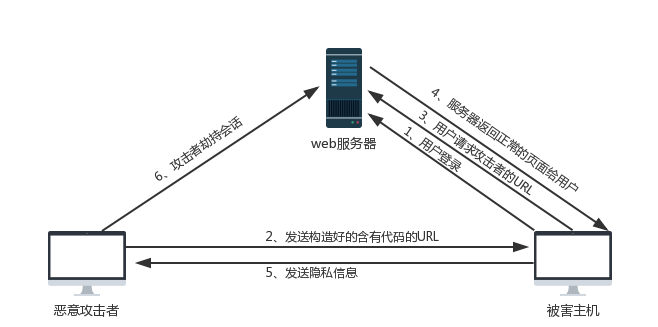 web服务器
4、服务器返回正常的页面给用户
3、用户请求攻击者的URL
1、用户登录
6、攻击者劫持会话
2、发送构造好的含有代码的URL
5、发送隐私信息
恶意攻击者
被害主机